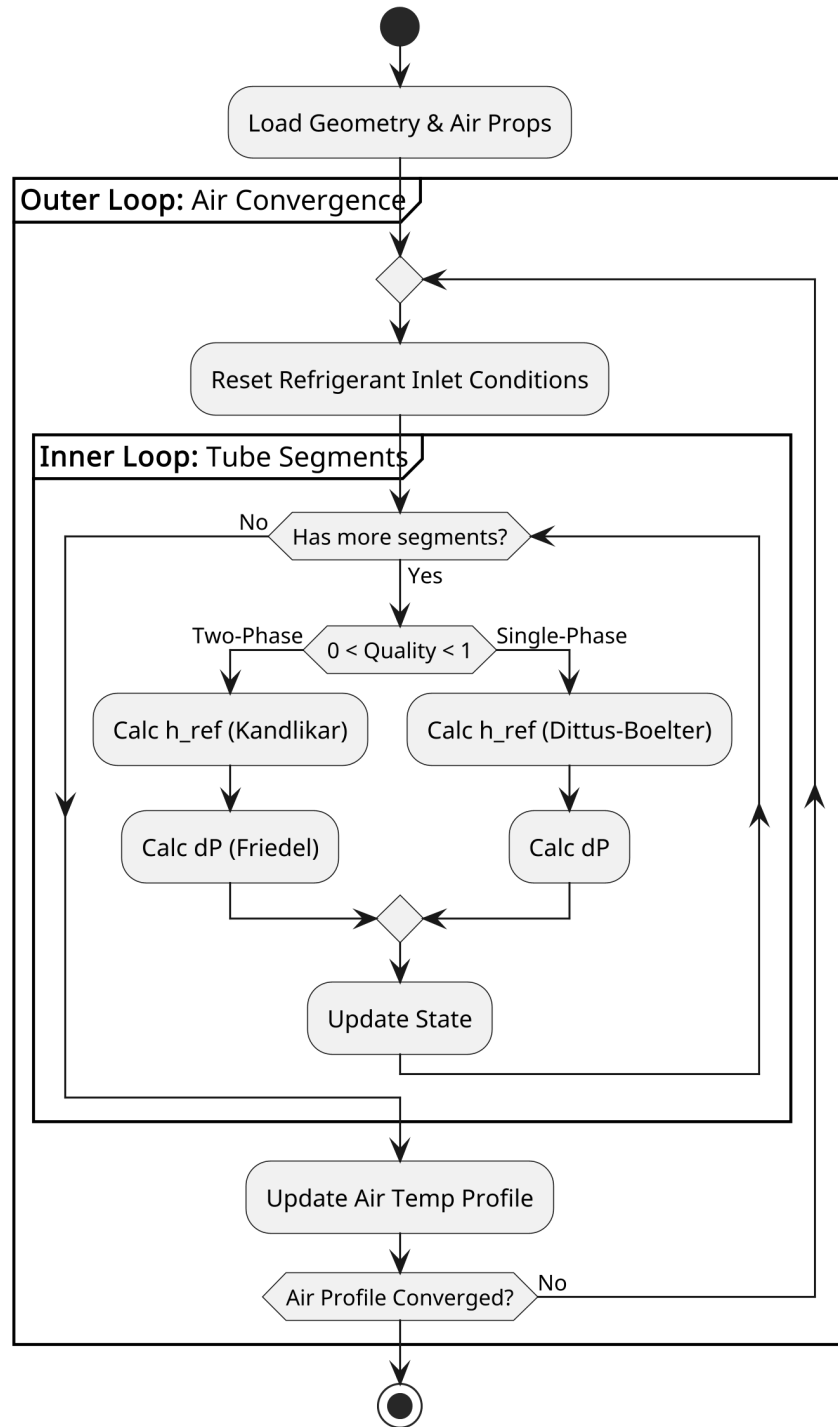 Load Geometry & Air Props
Outer Loop: Air Convergence
Reset Refrigerant Inlet Conditions
Inner Loop: Tube Segments
No
Has more segments?
Yes
Two-Phase
0 < Quality < 1
Single-Phase
Calc h_ref (Kandlikar)
Calc h_ref (Dittus-Boelter)
Calc dP (Friedel)
Calc dP
Update State
Update Air Temp Profile
Air Profile Converged?
No